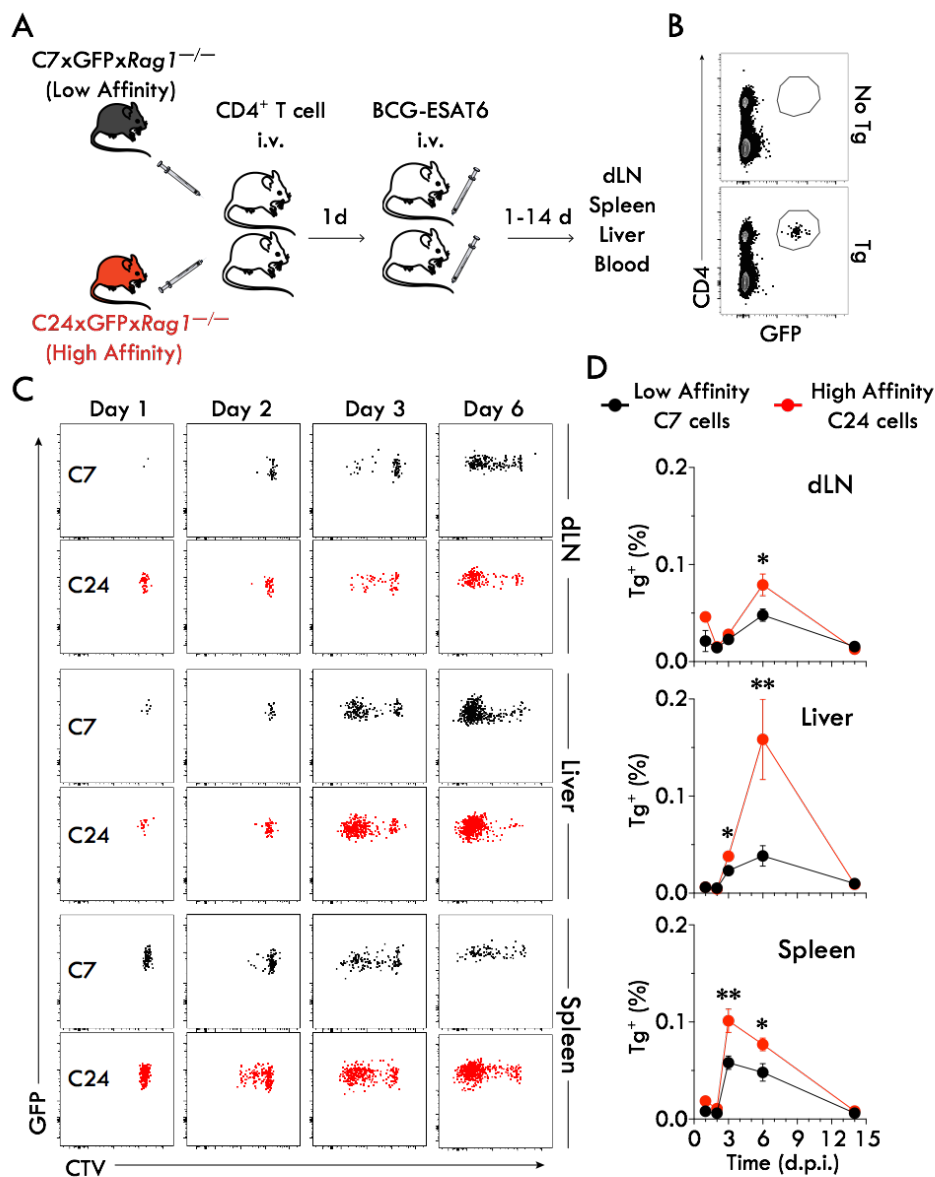 A
C7xGFPxRag1—/—
(Low Affinity)
CD4+ T cell
i.v.
BCG-ESAT6
i.v.
1d
1-14 d
dLN
Spleen
Liver
Blood
C24xGFPxRag1—/—
(High Affinity)
B
No Tg
Tg
CD4
GFP
C
Day 1
Day 2
Day 3
Day 6
C7
C24
dLN
C7
C24
Liver
C7
C24
Spleen
GFP
CTV
D
Low Affinity
C7 cells
High Affinity
C24 cells
dLN
Tg+ (%)
0.2
0.1
0.0
*
Liver
Tg+ (%)
0.2
0.1
0.0
*
**
Spleen
Tg+ (%)
0.2
0.1
0.0
**
*
0 3 6 9 12 15
Time (d.p.i.)